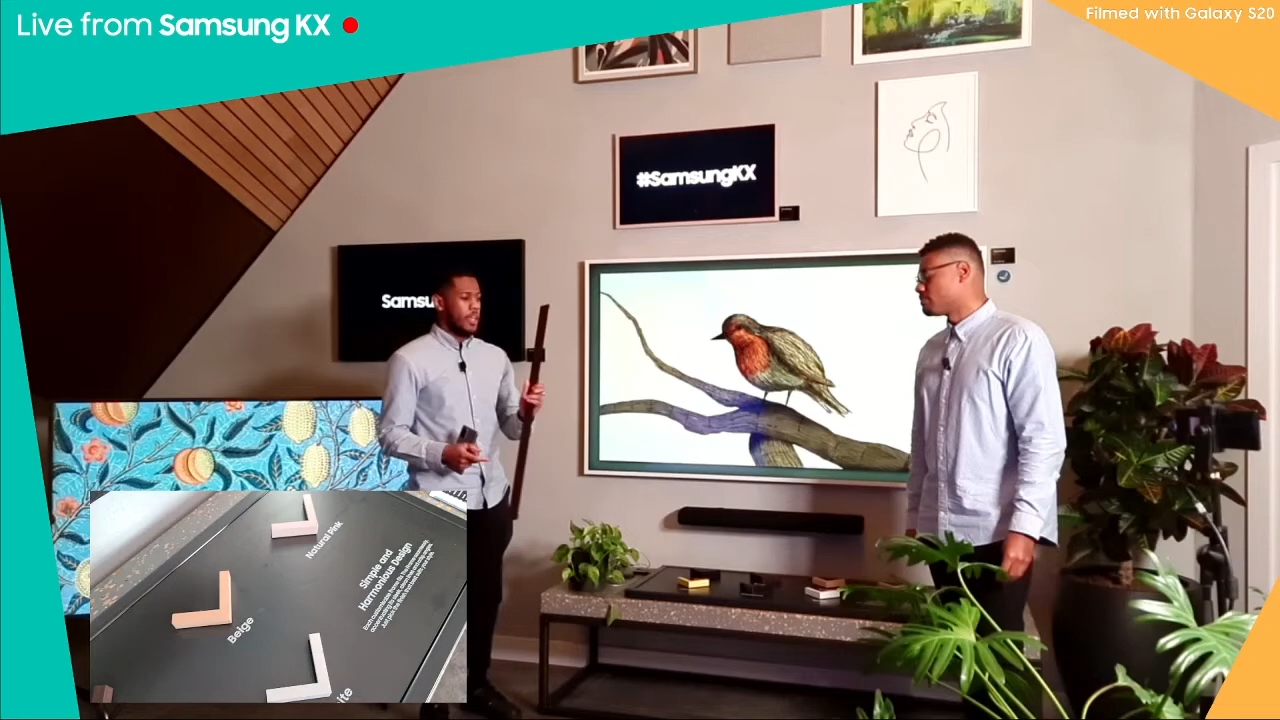 Live from Samsung KX
Filmed with Galaxy S20
#SamsungKX
Samsu
Natural Pink
Simple and
Harmonious Design
Beige
ite